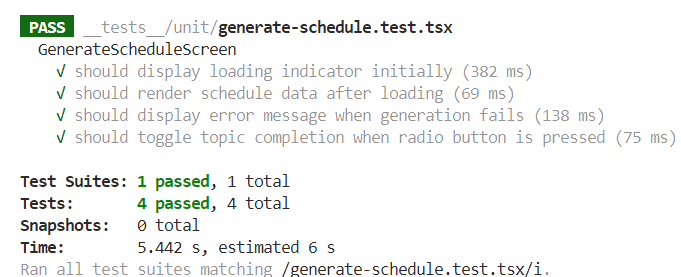 PASS __tests__/unit/generate-schedule.test.tsx
GenerateScheduleScreen
√ should display loading indicator initially (382 ms)
√ should render schedule data after loading (69 ms)
√ should display error message when generation fails (138 ms)
√ should toggle topic completion when radio button is pressed (75 ms)
Test Suites: 1 passed, 1 total
Tests: 4 passed, 4 total
Snapshots: 0 total
Time: 5.442 s, estimated 6 s
Ran all test suites matching /generate-schedule.test.tsx/i.